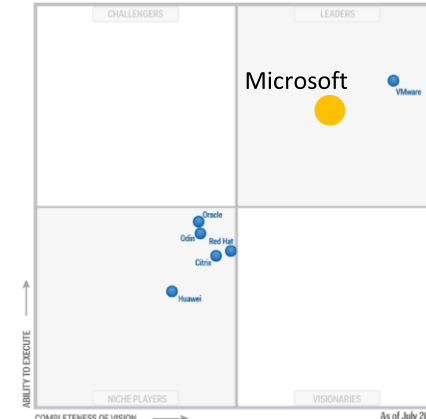 CHALLENGERS
LEADERS
Microsoft
VMware
Oracle
Odin
Red Hat
Citrix
Huawei
ABILITY TO EXECUTE
NICHE PLAYERS
VISIONARIES
COMPLETENESS OF VISION
As of July 20